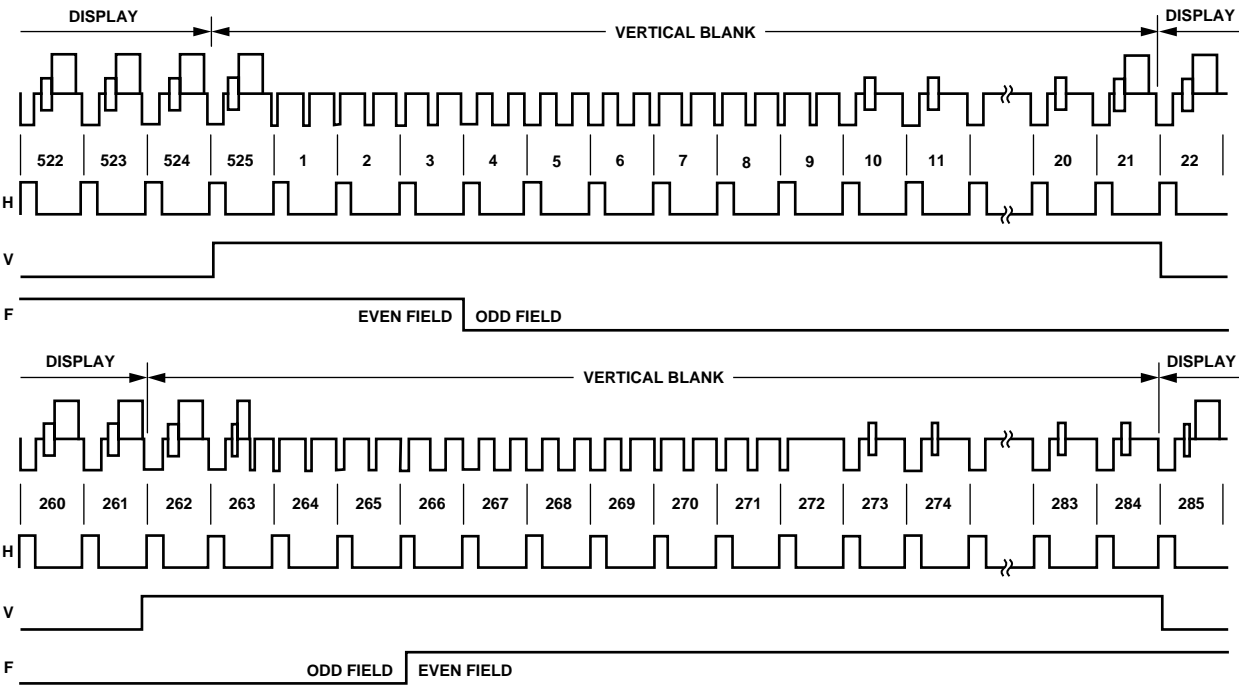 DISPLAY VERTICAL BLANK DISPLAY
522 523 524 525 1 2 3 4 5 6 7 8 9 10 11 20 21 22
H
V
F
EVEN FIELD ODD FIELD
DISPLAY VERTICAL BLANK DISPLAY
260 261 262 263 264 265 266 267 268 269 270 271 272 273 274 283 284 285
H
V
F
ODD FIELD EVEN FIELD